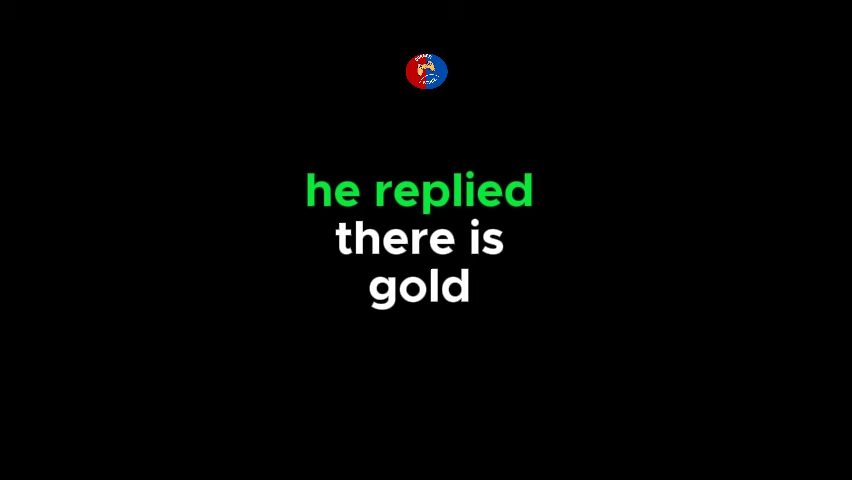 he replied
there is
gold